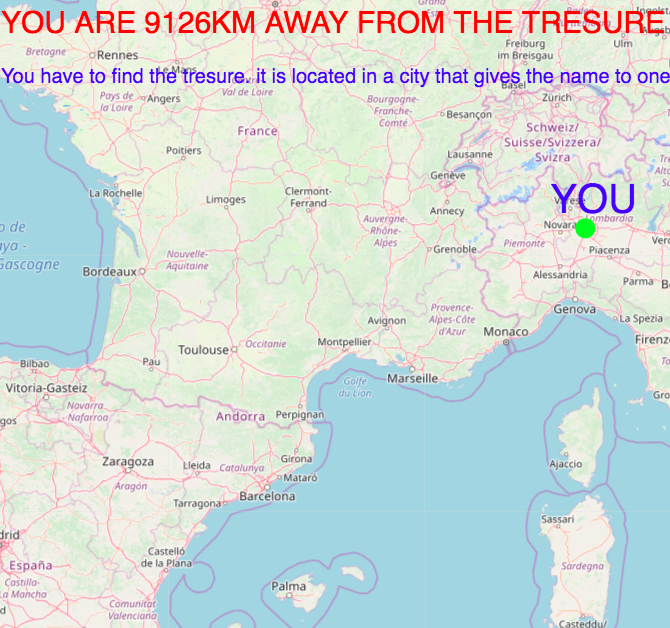 YOU ARE 9126KM AWAY FROM THE TRESURE
You have to find the tresure. it is located in a city that gives the name to one
Bretagne
Rennes
Le Mans
Freiburg
im Breisgau
Ulm
Pays de
la Loire
Angers
Val de Loire
Bourgogne-
Franche-
Comté
Basel
Zürich
France
Besançon
Schweiz/
Suisse/Svizzera/
Svizra
Poitiers
Lausanne
La Rochelle
Limoges
Clermont-
Ferrand
Genève
Annecy
YOU
Varese
Lombardia
Novara
Auvergne-
Rhône-
Alpes
Grenoble
Piemonte
Piacenza
Nouvelle-
Aquitaine
Bordeaux
Alessandria
Parma
Genova
La Spezia
Provence-
Alpes-Côte
d'Azur
Avignon
Monaco
Firenz
Toulouse
Occitanie
Montpellier
Bilbao
Pau
Marseille
Golfe
du Lion
Vitoria-Gasteiz
Navarra
- Nafarroa
Andorra
Perpignan
Zaragoza
Lleida
Girona
Catalunya
Mataró
Aragón
Tarragona
Barcelona
Ajaccio
Sassari
Castelló
de la Plana
España
Castilla-
La Mancha
Palma
Sardegna
Comunitat
Valenciana
Casteddu/